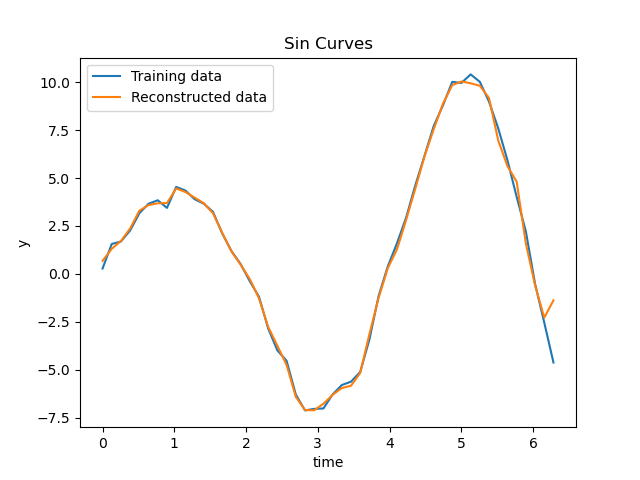 Sin Curves
Training data
Reconstructed data
10.0
7.5
5.0
2.5
0.0
−2.5
−5.0
−7.5
y
0 1 2 3 4 5 6
time